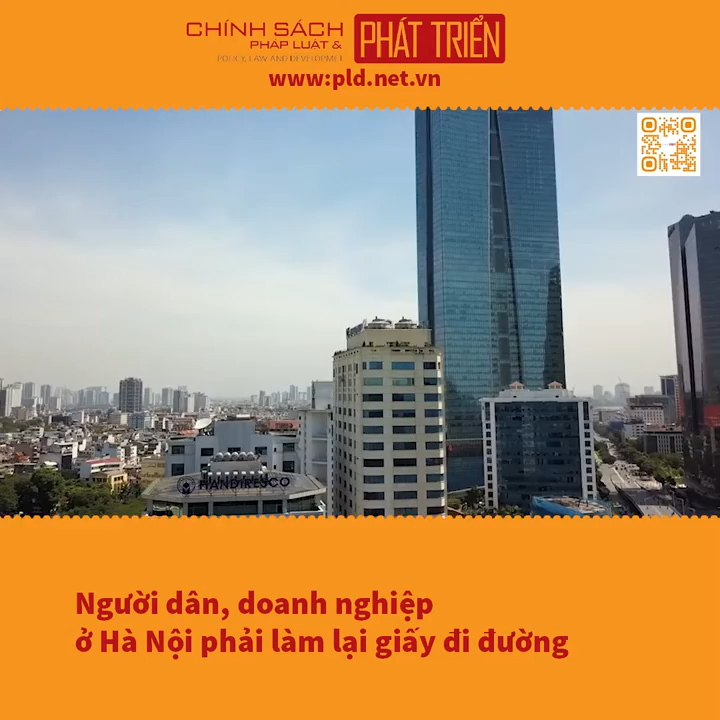 CHÍNH SÁCH
PHÁP LUẬT &
PHÁT TRIỂN
POLICY, LAW AND DEVELOPMET
www:pld.net.vn
HANDIRESCO
Người dân, doanh nghiệp
ở Hà Nội phải làm lại giấy đi đường